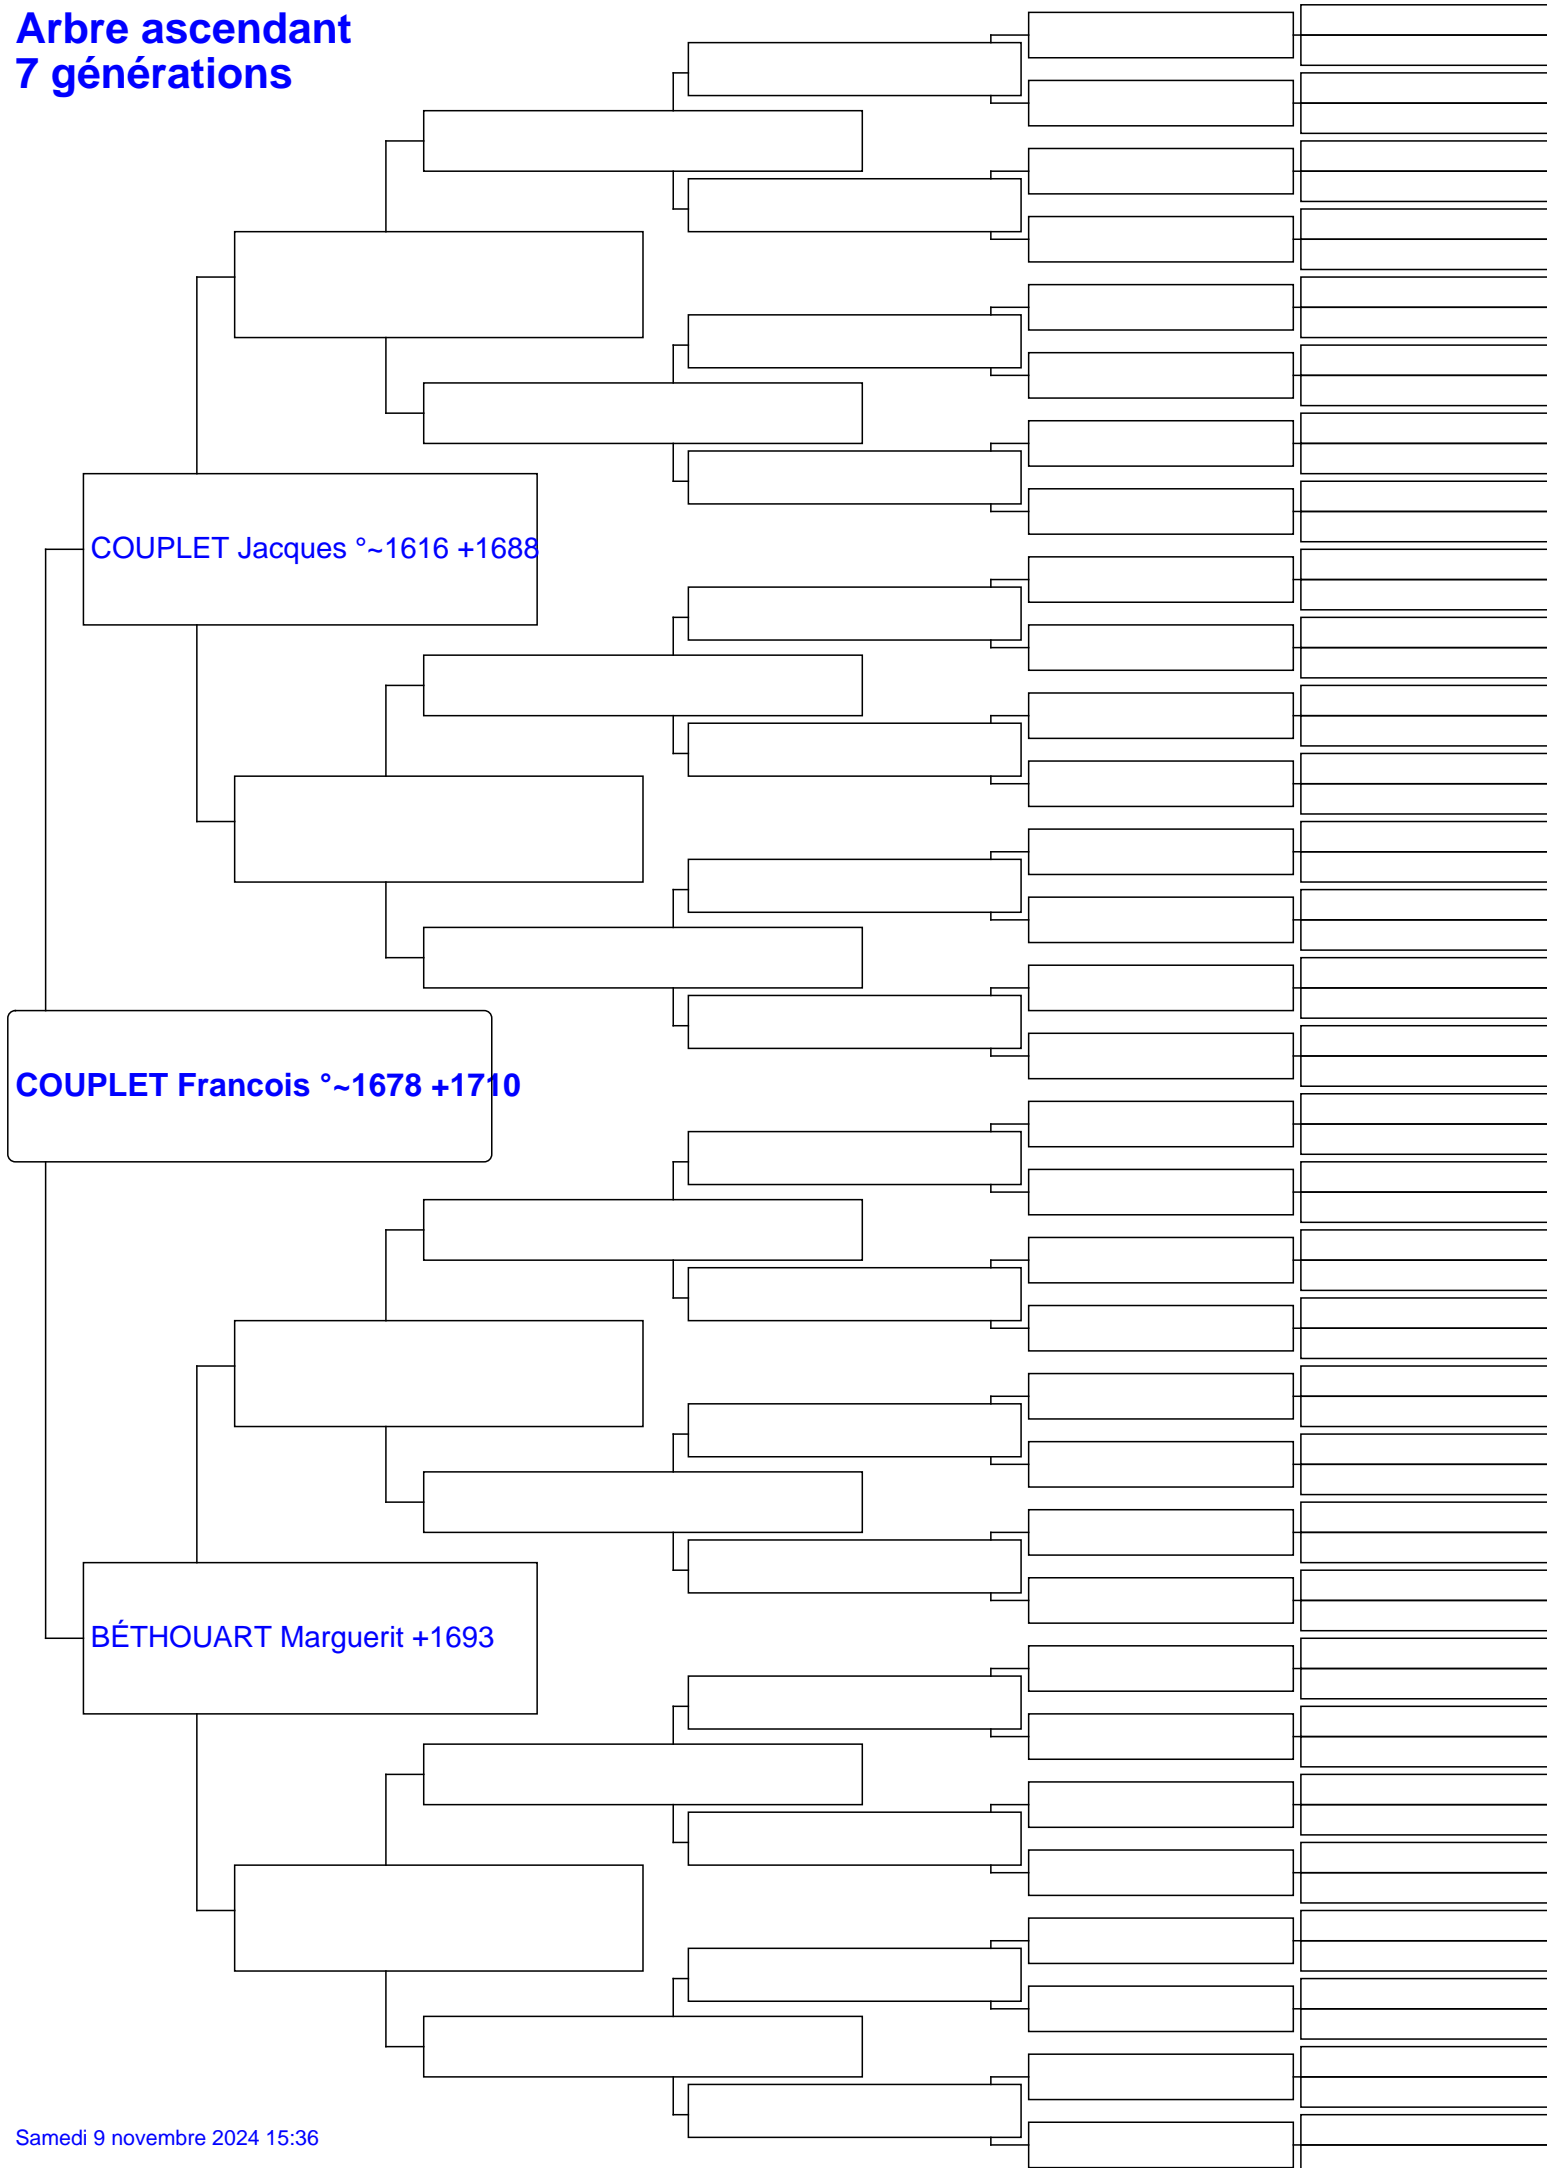 Arbre ascendant
7 générations
COUPLET Jacques °~1616 +1688
COUPLET Francois °~1678 +1710
BÉTHOUART Marguerit +1693
Samedi 9 novembre 2024 15:36